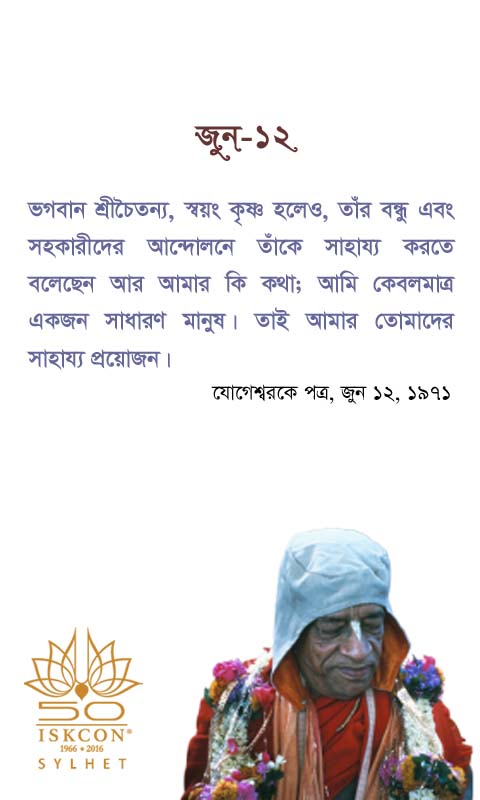 জুন-১২
ভগবান শ্রীচৈতন্য, স্বয়ং কৃষ্ণ হলেও, তাঁর বন্ধু এবং
সহকারীদের আন্দোলনে তাঁকে সাহায্য করতে
বলেছেন আর আমার কি কথা; আমি কেবলমাত্র
একজন সাধারণ মানুষ। তাই আমার তোমাদের
সাহায্য প্রয়োজন।
যোগেশ্বরকে পত্র, জুন ১২, ১৯৭১
50
ISKCON®
1966 • 2016
SYLHET